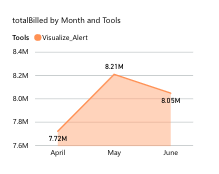 totalBilled by Month and Tools
Tools Visualize_Alert
8.4M
8.21M
8.2M
8.05M
8.0M
7.8M
7.72M
7.6M
April May June